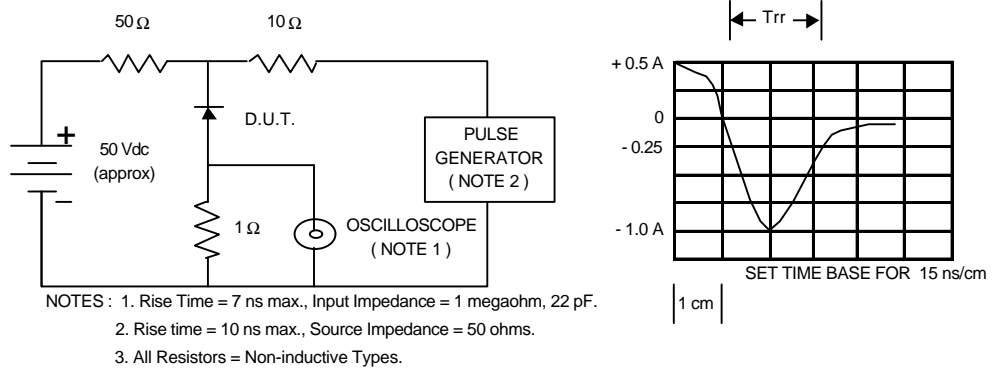 50 Ω
10 Ω
Trr
+ 0.5 A
0
- 0.25
- 1.0 A
+
50 Vdc
(approx)
−
D.U.T.
PULSE
GENERATOR
( NOTE 2 )
1 Ω
OSCILLOSCOPE
( NOTE 1 )
SET TIME BASE FOR 15 ns/cm
1 cm
NOTES : 1. Rise Time = 7 ns max., Input Impedance = 1 megaohm, 22 pF.
2. Rise time = 10 ns max., Source Impedance = 50 ohms.
3. All Resistors = Non-inductive Types.